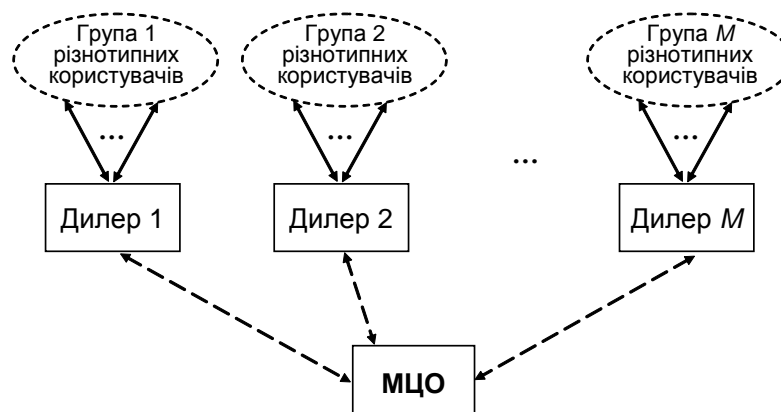 Група 1
різнотипних
користувачів
Група 2
різнотипних
користувачів
Група M
різнотипних
користувачів
...
...
...
...
Дилер 1
Дилер 2
Дилер M
МЦО